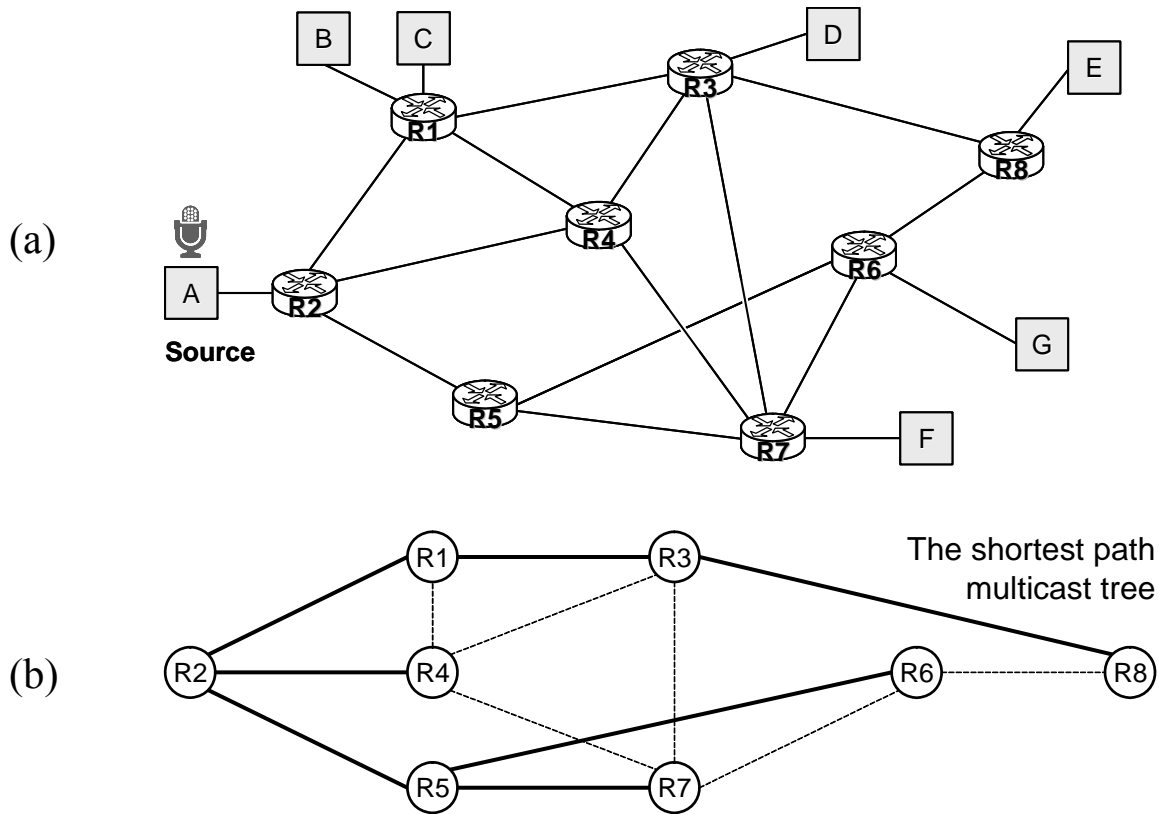 B
C
D
E
R3
R1
R8
(a)
R4
R6
A
R2
Source
G
R5
R7
F
R1
R3
The shortest path
multicast tree
(b)
R2
R4
R6
R8
R5
R7